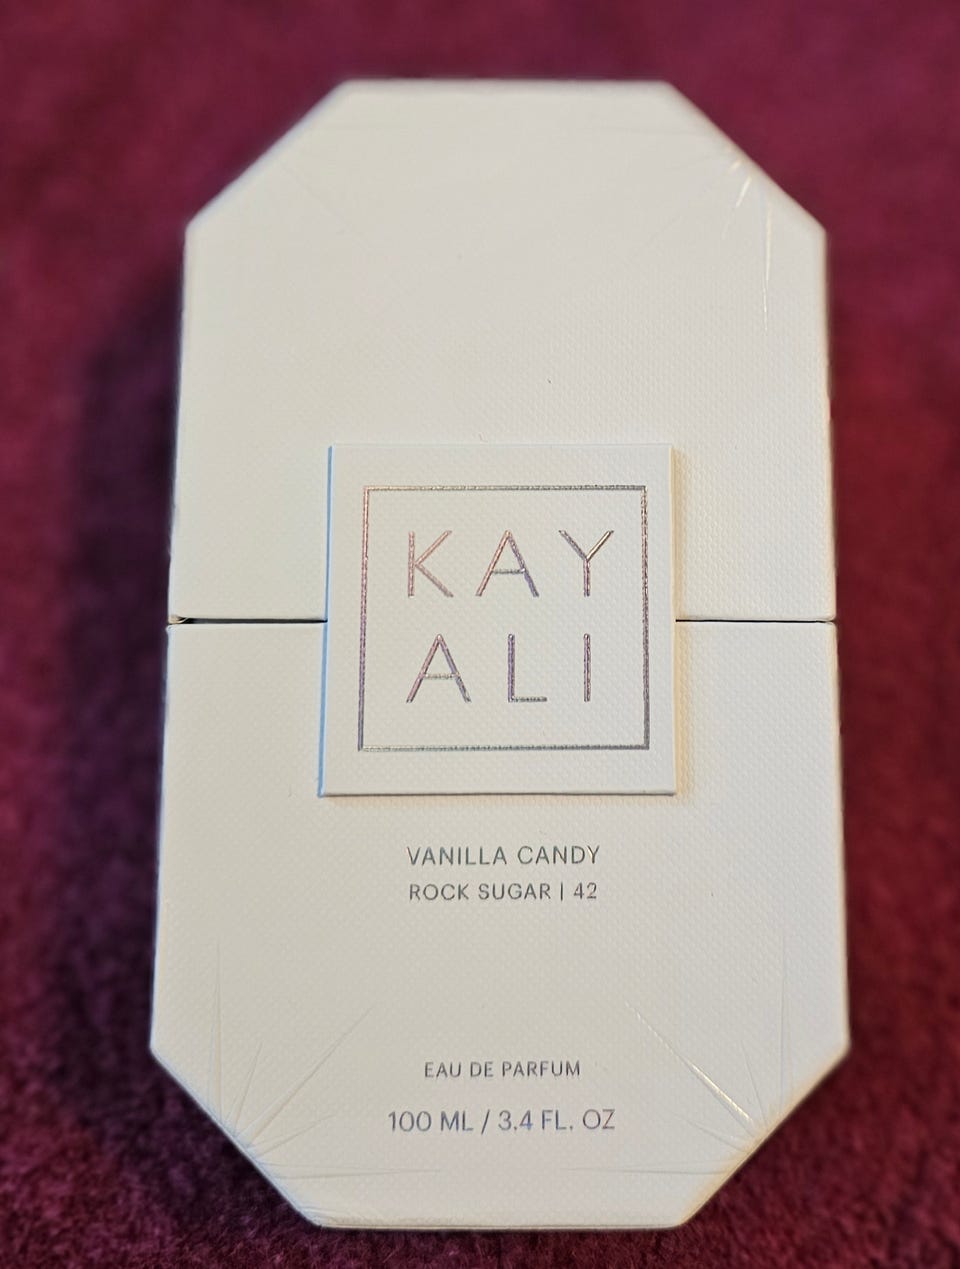 KAY
ALI
VANILLA CANDY
ROCK SUGAR | 42
EAU DE PARFUM
100 ML / 3.4 FL. OZ